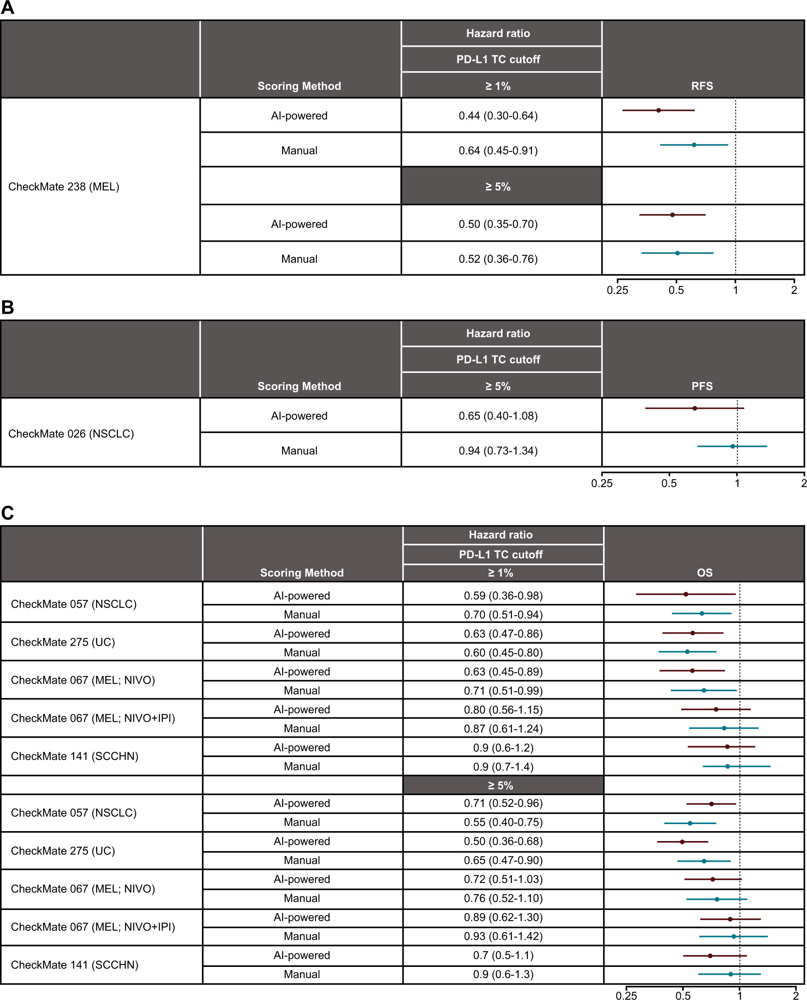 A
Hazard ratio
PD-L1 TC cutoff
Scoring Method ≥ 1% RFS
CheckMate 238 (MEL)
AI-powered 0.44 (0.30-0.64)
Manual 0.64 (0.45-0.91)
≥ 5%
AI-powered 0.50 (0.35-0.70)
Manual 0.52 (0.36-0.76)
0.25 0.5 1 2
B
Hazard ratio
PD-L1 TC cutoff
Scoring Method ≥ 5% PFS
CheckMate 026 (NSCLC)
AI-powered 0.65 (0.40-1.08)
Manual 0.94 (0.73-1.34)
0.25 0.5 1 2
C
Hazard ratio
PD-L1 TC cutoff
Scoring Method ≥ 1% OS
CheckMate 057 (NSCLC)
AI-powered 0.59 (0.36-0.98)
Manual 0.70 (0.51-0.94)
CheckMate 275 (UC)
AI-powered 0.63 (0.47-0.86)
Manual 0.60 (0.45-0.80)
CheckMate 067 (MEL; NIVO)
AI-powered 0.63 (0.45-0.89)
Manual 0.71 (0.51-0.99)
CheckMate 067 (MEL; NIVO+IPI)
AI-powered 0.80 (0.56-1.15)
Manual 0.87 (0.61-1.24)
CheckMate 141 (SCCHN)
AI-powered 0.9 (0.6-1.2)
Manual 0.9 (0.7-1.4)
≥ 5%
CheckMate 057 (NSCLC)
AI-powered 0.71 (0.52-0.96)
Manual 0.55 (0.40-0.75)
CheckMate 275 (UC)
AI-powered 0.50 (0.36-0.68)
Manual 0.65 (0.47-0.90)
CheckMate 067 (MEL; NIVO)
AI-powered 0.72 (0.51-1.03)
Manual 0.76 (0.52-1.10)
CheckMate 067 (MEL; NIVO+IPI)
AI-powered 0.89 (0.62-1.30)
Manual 0.93 (0.61-1.42)
CheckMate 141 (SCCHN)
AI-powered 0.7 (0.5-1.1)
Manual 0.9 (0.6-1.3)
0.25 0.5 1 2